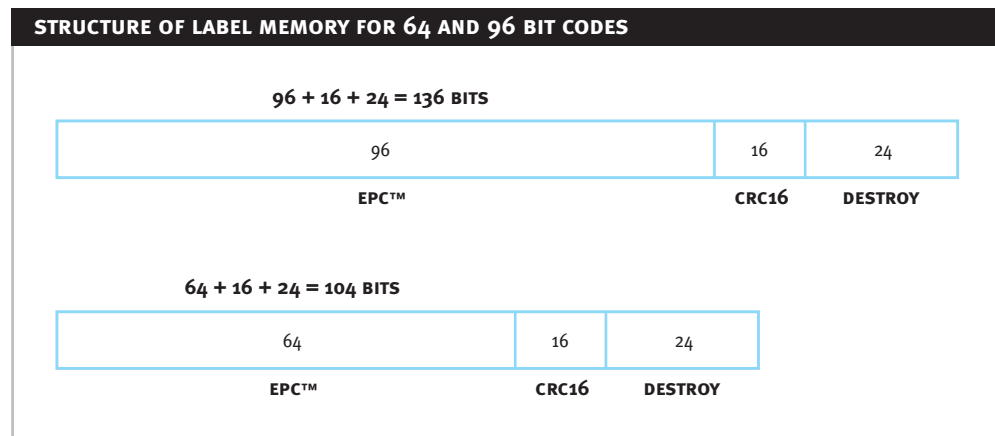 STRUCTURE OF LABEL MEMORY FOR 64 AND 96 BIT CODES
96 + 16 + 24 = 136 BITS
96 16 24
EPC™ CRC16 DESTROY
64 + 16 + 24 = 104 BITS
64 16 24
EPC™ CRC16 DESTROY